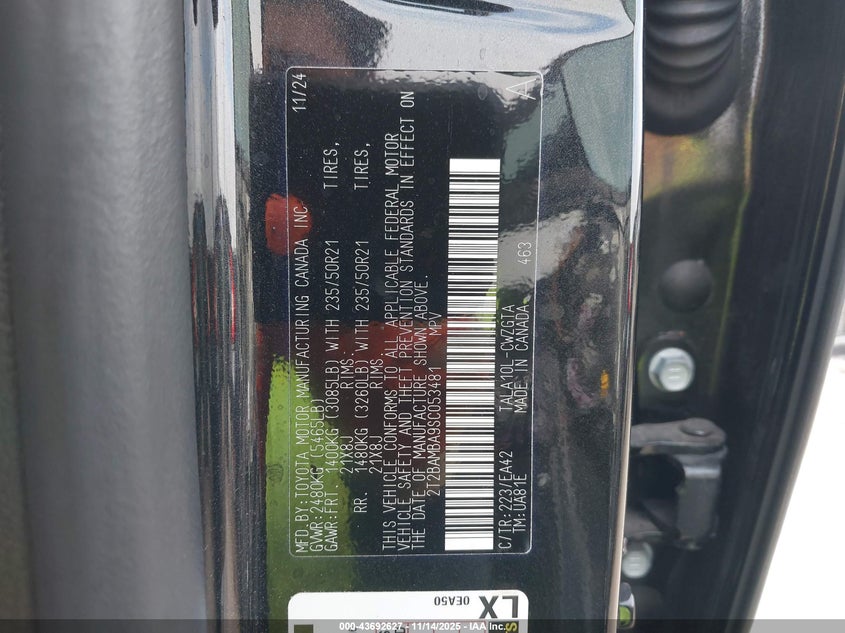 MFD.BY:TOYOTA MOTOR MANUFACTURING CANADA INC 11/24
GVWR:2480KG (5465LB)
GAWR:FRT. 1400KG (3085LB) WITH 235/50R21 TIRES,
21X8J RIMS
RR. 1480KG (3260LB) WITH 235/50R21 TIRES,
21X8J RIMS
THIS VEHICLE CONFORMS TO ALL APPLICABLE FEDERAL MOTOR
VEHICLE SAFETY AND THEFT PREVENTION STANDARDS IN EFFECT ON
THE DATE OF MANUFACTURE SHOWN ABOVE.
2T2BAMBA9SC053481 MPV
C/TR:223/EA42 TALA10L-CWZGTA 463
TM:UA81E MADE IN CANADA
A
LX
0EA50
000-43692627 - 11/14/2025 - IAA Inc.